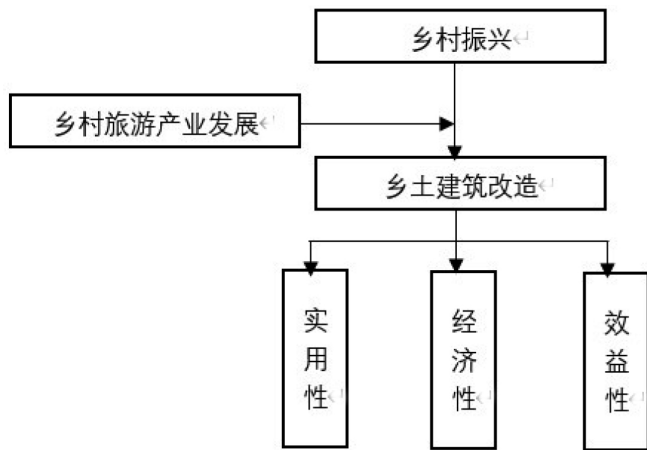 乡村振兴
乡村旅游产业发展
乡土建筑改造
实用性
经济性
效益性